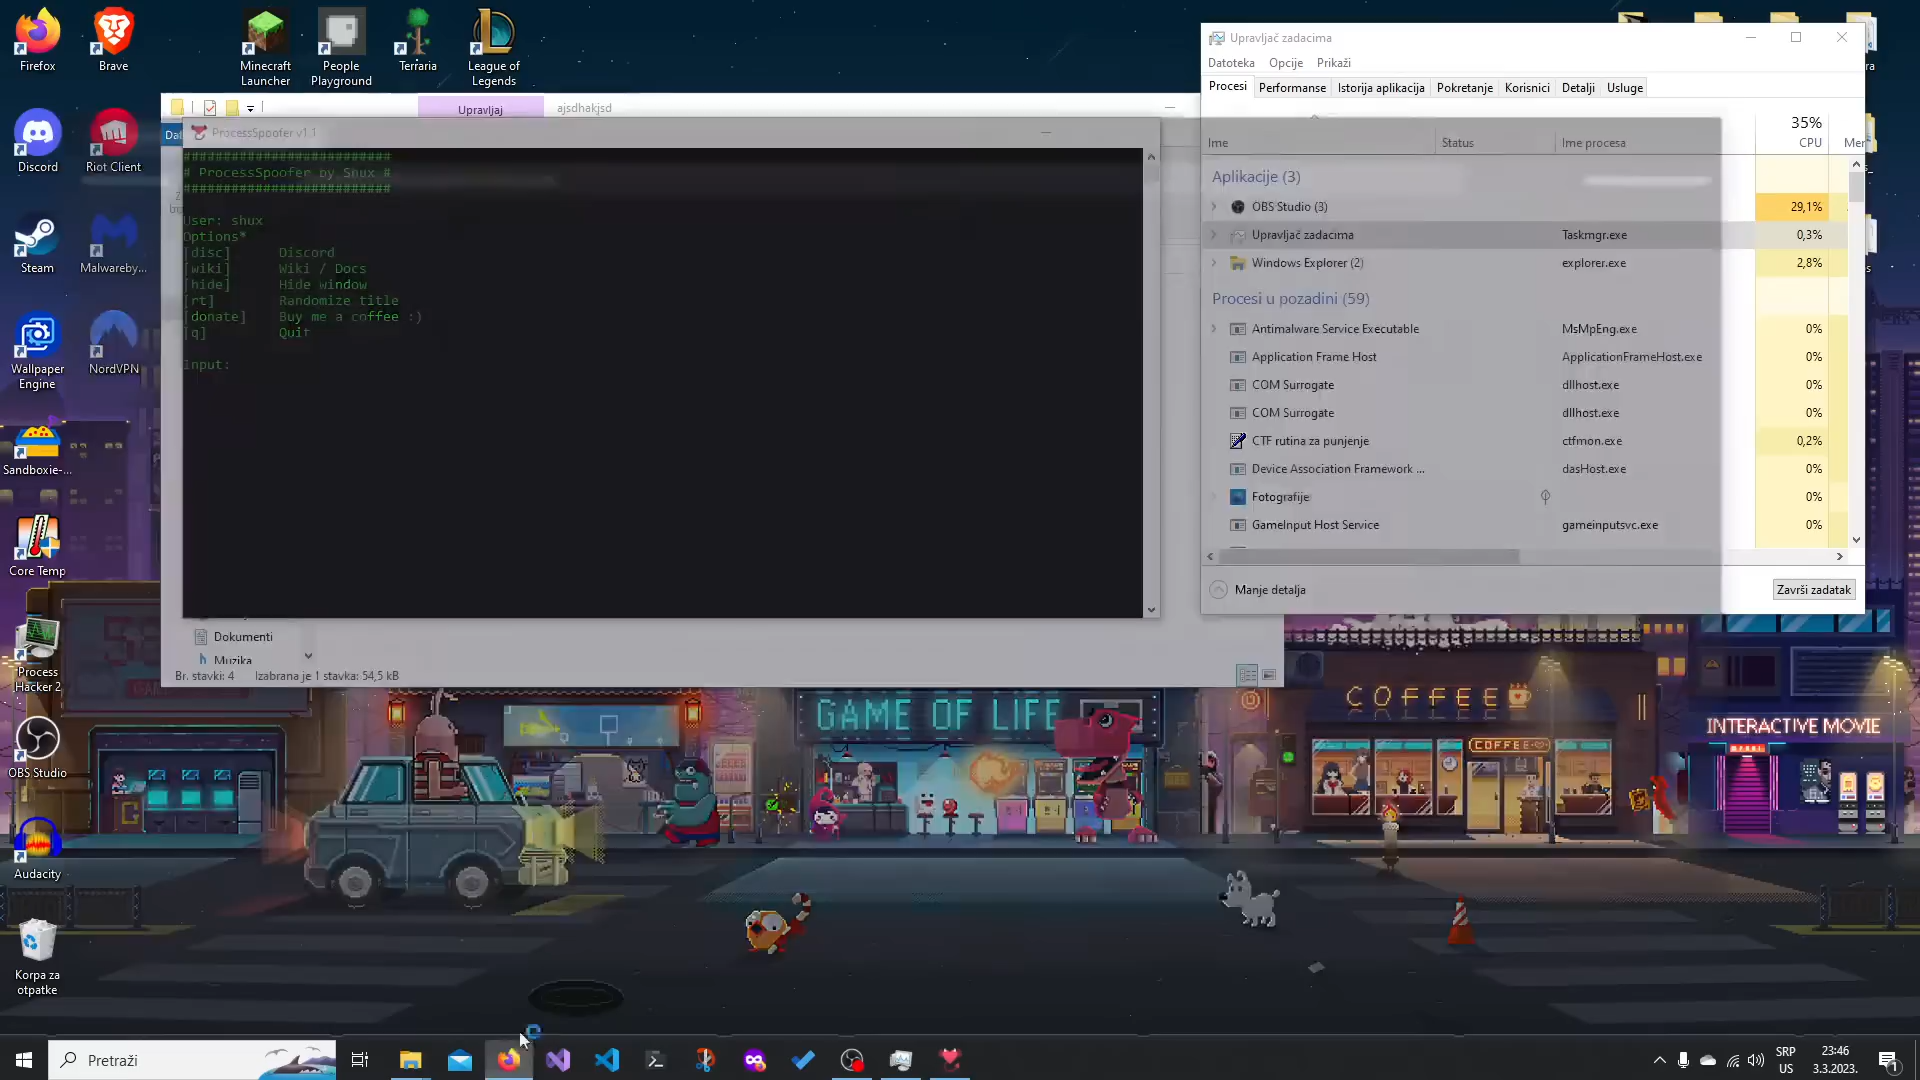 Firefox
Brave
Minecraft
Launcher
People
Playground
Terraria
League of
Legends
Discord
Riot Client
Steam
Malwareby...
Wallpaper
Engine
NordVPN
Sandboxie-...
Core Temp
Process
Hacker 2
OBS Studio
Audacity
Korpa za
otpatke
Upravljaj
ajsdhakjsd
Dat
ProcessSpoofer v1.1
##########################
# ProcessSpoofer by Shux #
##########################
User: shux
Options*
[disc] Discord
[wiki] Wiki / Docs
[hide] Hide window
[rt] Randomize title
[donate] Buy me a coffee :)
[q] Quit
Input:
Dokumenti
Muzika
Br. stavki: 4 Izabrana je 1 stavka: 54,5 kB
Upravljač zadacima
Datoteka Opcije Prikaži
Procesi Performanse Istorija aplikacija Pokretanje Korisnici Detalji Usluge
35%
Ime Status Ime procesa CPU Mer
Aplikacije (3)
OBS Studio (3) 29,1%
Upravljač zadacima Taskmgr.exe 0,3%
Windows Explorer (2) explorer.exe 2,8%
Procesi u pozadini (59)
Antimalware Service Executable MsMpEng.exe 0%
Application Frame Host ApplicationFrameHost.exe 0%
COM Surrogate dllhost.exe 0%
COM Surrogate dllhost.exe 0%
CTF rutina za punjenje ctfmon.exe 0,2%
Device Association Framework ... dasHost.exe 0%
Fotografije 0%
GameInput Host Service gameinputsvc.exe 0%
Manje detalja
Završi zadatak
GAME OF LIFE
COFFEE
COFFEE
INTERACTIVE MOVIE
Pretraži
SRP
US
23:46
3.3.2023.
1